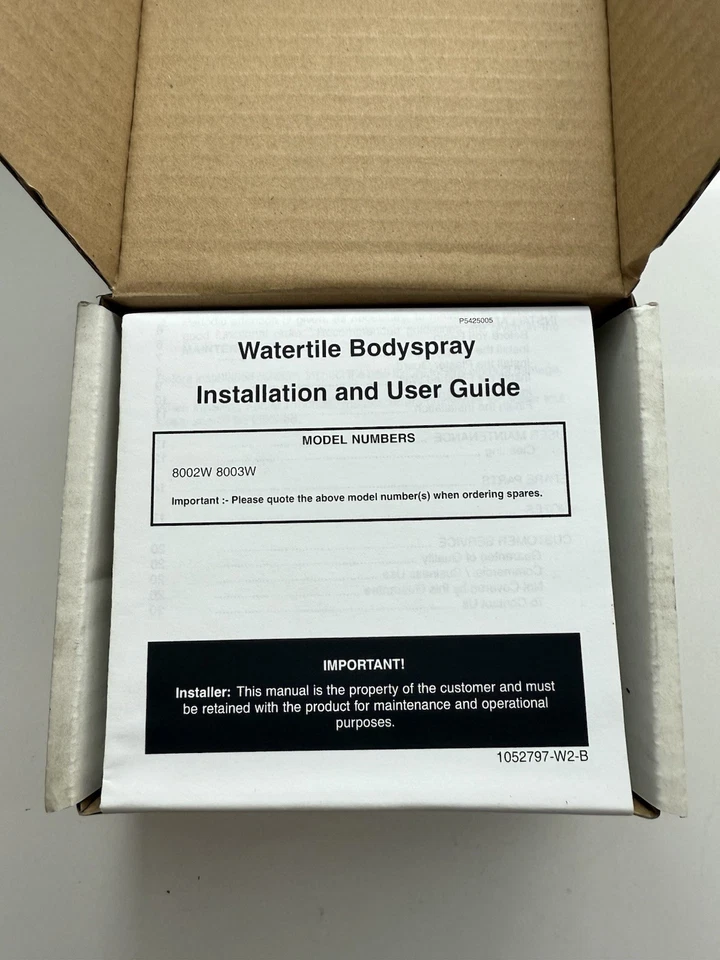 P5425005
Watertile Bodyspray
Installation and User Guide
MODEL NUMBERS
8002W 8003W
Important :- Please quote the above model number(s) when ordering spares.
IMPORTANT!
Installer: This manual is the property of the customer and must
be retained with the product for maintenance and operational
purposes.
1052797-W2-B